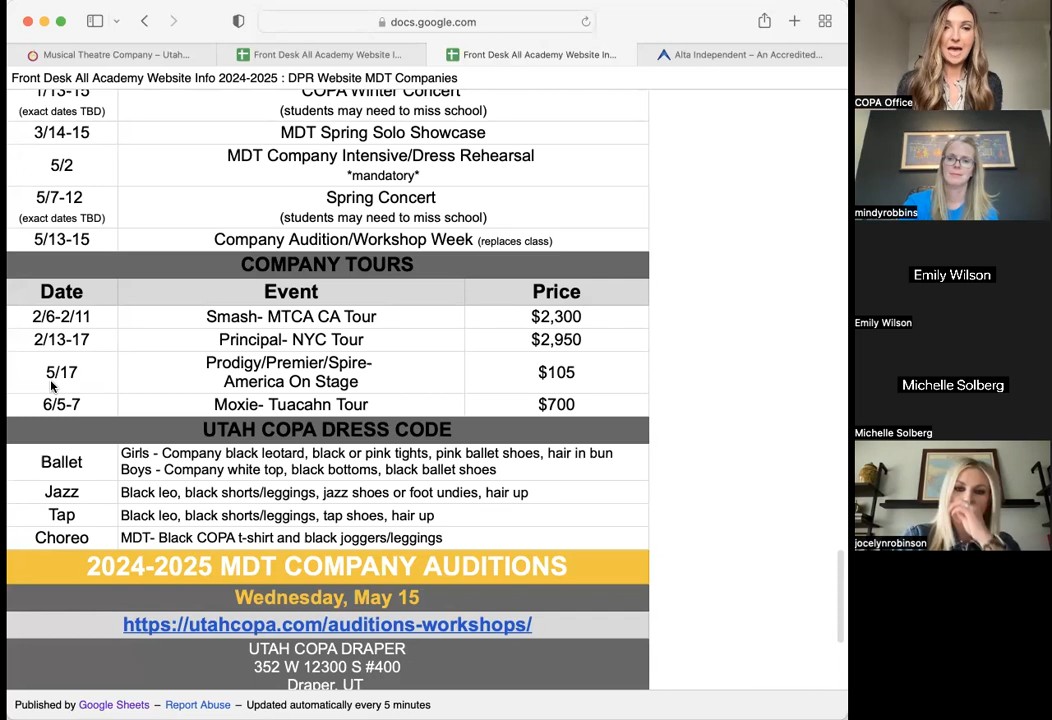 docs.google.com
Musical Theatre Company – Utah...
Front Desk All Academy Website I...
Front Desk All Academy Website In...
Alta Independent – An Accredited...
Front Desk All Academy Website Info 2024-2025 : DPR Website MDT Companies
1/13-15 COPA Winter Concert
(exact dates TBD) (students may need to miss school)
3/14-15 MDT Spring Solo Showcase
5/2 MDT Company Intensive/Dress Rehearsal
*mandatory*
5/7-12 Spring Concert
(exact dates TBD) (students may need to miss school)
5/13-15 Company Audition/Workshop Week (replaces class)
COMPANY TOURS
Date Event Price
2/6-2/11 Smash- MTCA CA Tour $2,300
2/13-17 Principal- NYC Tour $2,950
5/17 Prodigy/Premier/Spire- America On Stage $105
6/5-7 Moxie- Tuacahn Tour $700
UTAH COPA DRESS CODE
Ballet Girls - Company black leotard, black or pink tights, pink ballet shoes, hair in bun
Boys - Company white top, black bottoms, black ballet shoes
Jazz Black leo, black shorts/leggings, jazz shoes or foot undies, hair up
Tap Black leo, black shorts/leggings, tap shoes, hair up
Choreo MDT- Black COPA t-shirt and black joggers/leggings
2024-2025 MDT COMPANY AUDITIONS
Wednesday, May 15
https://utahcopa.com/auditions-workshops/
UTAH COPA DRAPER
352 W 12300 S #400
Draper, UT
Published by Google Sheets – Report Abuse – Updated automatically every 5 minutes
COPA Office
mindyrobbins
Emily Wilson
Emily Wilson
Michelle Solberg
Michelle Solberg
jocelynrobinson